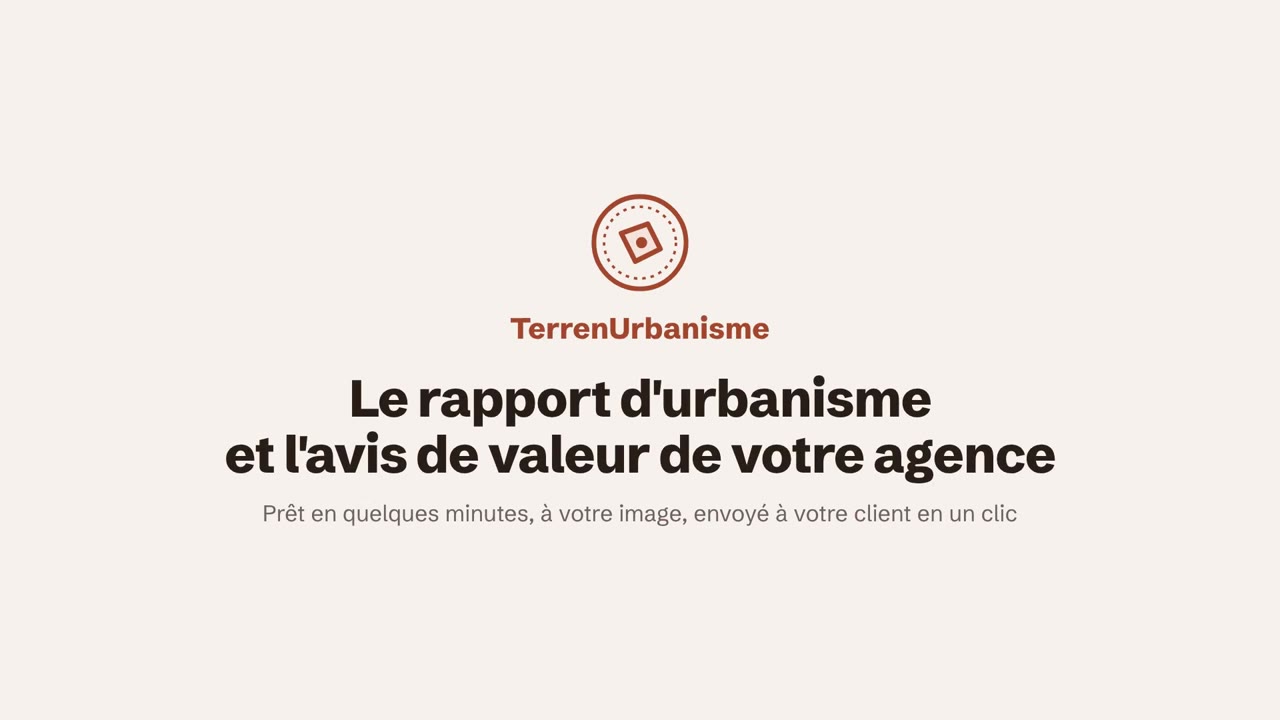 TerrenUrbanisme
Le rapport d'urbanisme
et l'avis de valeur de votre agence
Prêt en quelques minutes, à votre image, envoyé à votre client en un clic